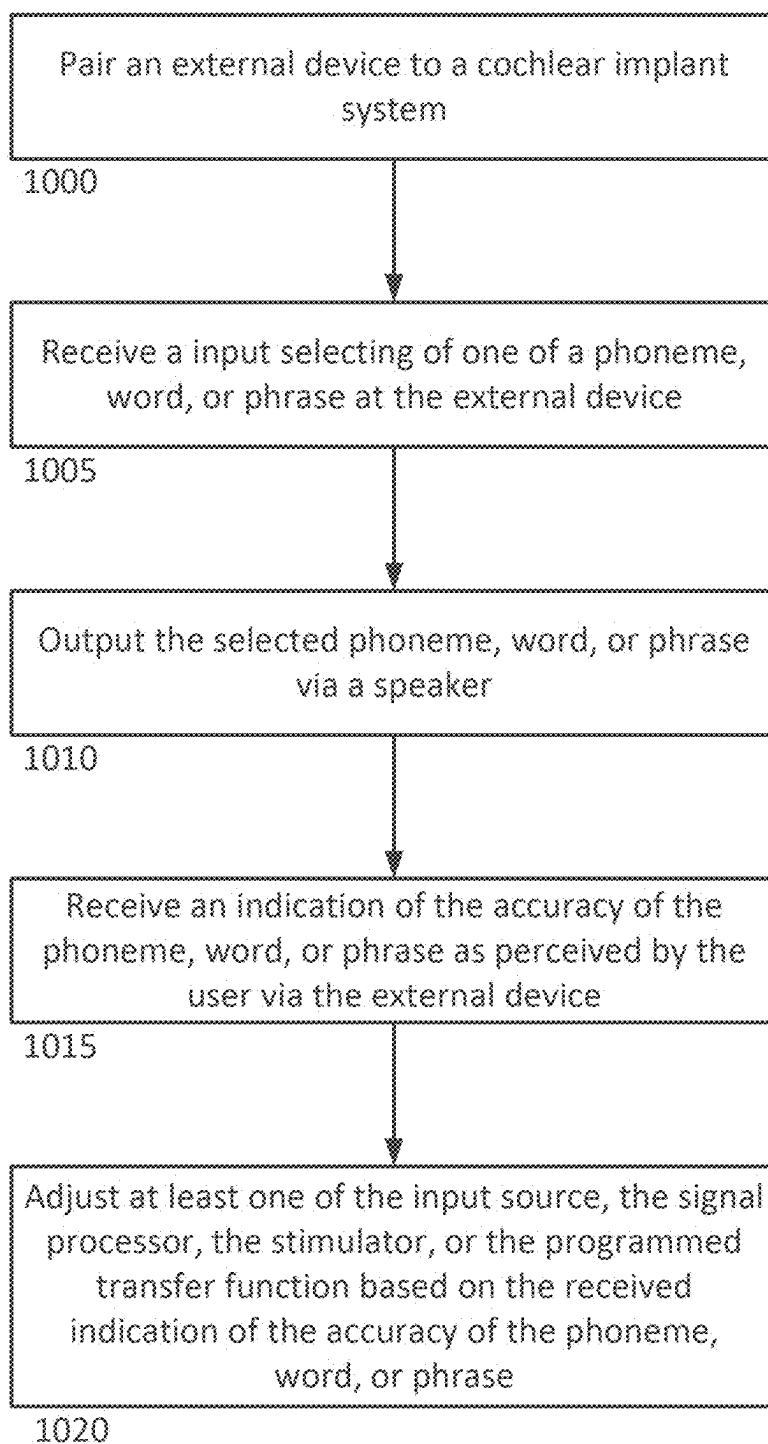 Pair an external device to a cochlear implant
system
1000
Receive a input selecting of one of a phoneme,
word, or phrase at the external device
1005
Output the selected phoneme, word, or phrase
via a speaker
1010
Receive an indication of the accuracy of the
phoneme, word, or phrase as perceived by the
user via the external device
1015
Adjust at least one of the input source, the signal
processor, the stimulator, or the programmed
transfer function based on the received
indication of the accuracy of the phoneme,
word, or phrase
1020